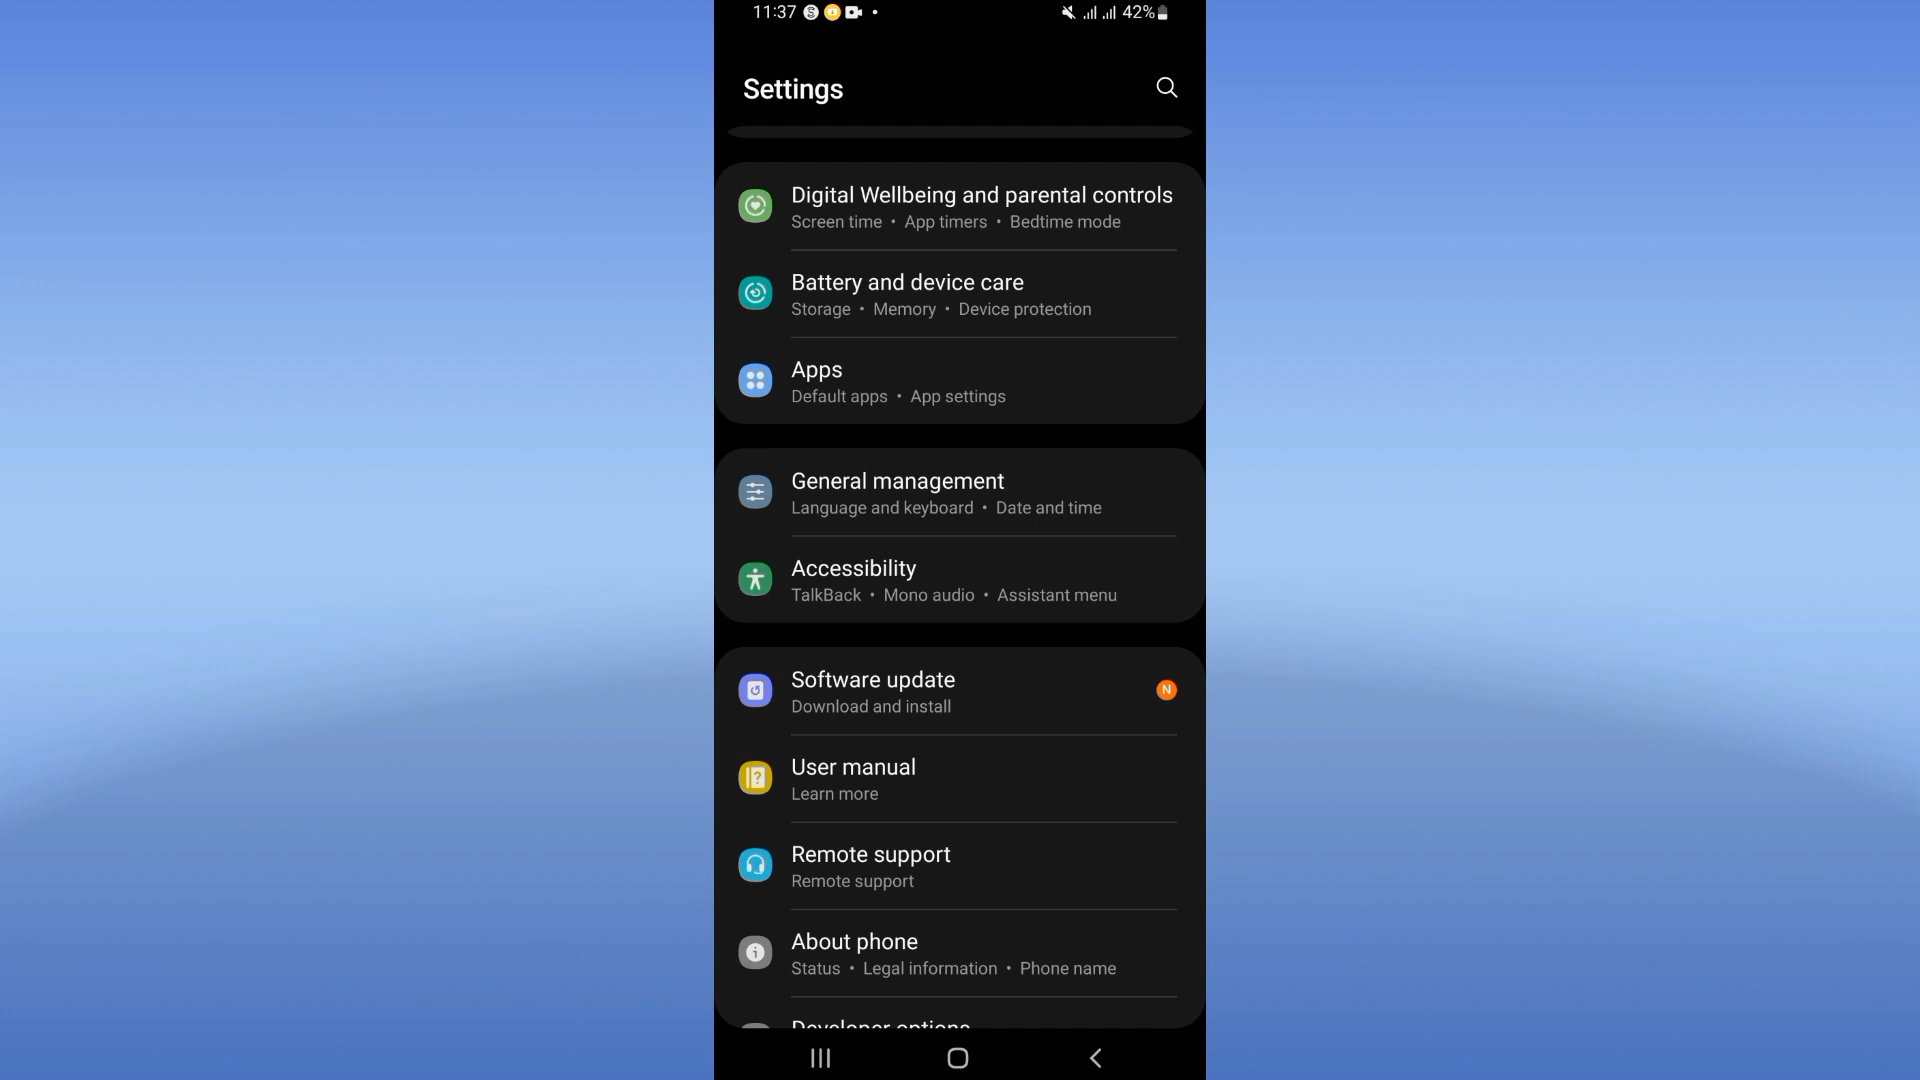 11:37
42%
Settings
Digital Wellbeing and parental controls
Screen time • App timers • Bedtime mode
Battery and device care
Storage • Memory • Device protection
Apps
Default apps • App settings
General management
Language and keyboard • Date and time
Accessibility
TalkBack • Mono audio • Assistant menu
Software update
N
Download and install
User manual
Learn more
Remote support
Remote support
About phone
Status • Legal information • Phone name
Developer options